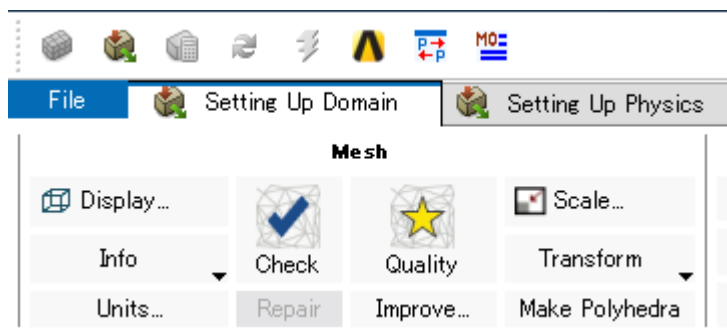 P P
MO
File Setting Up Domain Setting Up Physics
Mesh
Display... Scale...
Info Check Quality Transform
Units... Repair Improve... Make Polyhedra